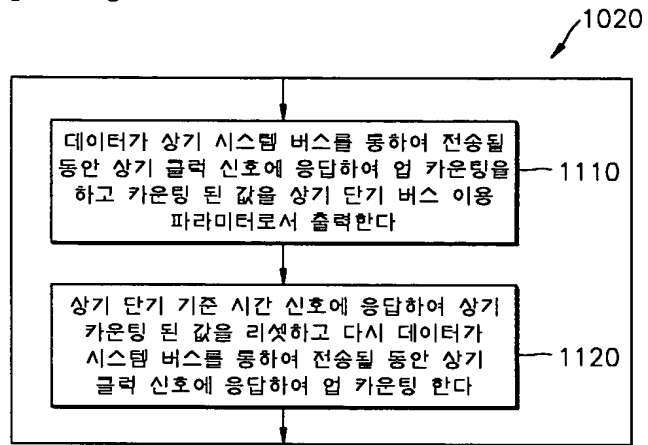 1020
데이터가 상기 시스템 버스를 통하여 전송될
동안 상기 클럭 신호에 응답하여 업 카운팅을
하고 카운팅 된 값을 상기 단기 버스 이용
파라미터로서 출력한다
1110
상기 단기 기준 시간 신호에 응답하여 상기
카운팅 된 값을 리셋하고 다시 데이터가
시스템 버스를 통하여 전송될 동안 상기
클럭 신호에 응답하여 업 카운팅 한다
1120